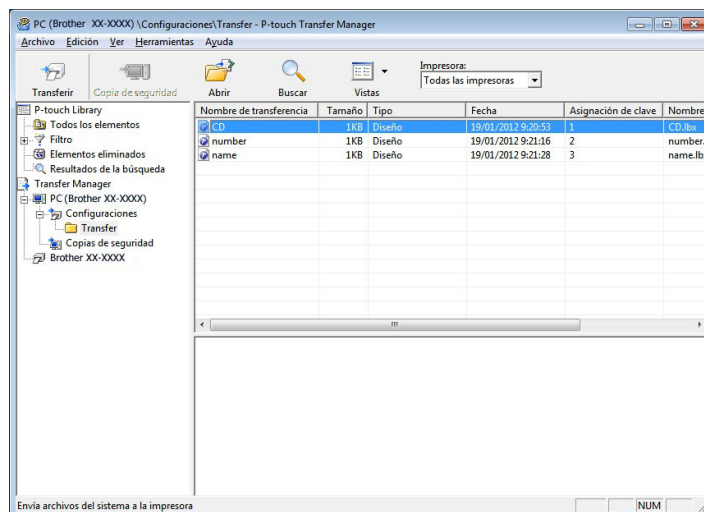 PC (Brother XX-XXXX) \Configuraciones\Transfer - P-touch Transfer Manager
Archivo Edición Ver Herramientas Ayuda
Transferir Copia de seguridad Abrir Buscar Vistas Impresora:
Todas las impresoras
P-touch Library
Todos los elementos
Filtro
Elementos eliminados
Resultados de la búsqueda
Transfer Manager
PC (Brother XX-XXXX)
Configuraciones
Transfer
Copias de seguridad
Brother XX-XXXX
Nombre de transferencia Tamaño Tipo Fecha Asignación de clave Nombre
CD 1KB Diseño 19/01/2012 9:20:53 1 CD.lbx
number 1KB Diseño 19/01/2012 9:21:16 2 number.
name 1KB Diseño 19/01/2012 9:21:28 3 name.lb
Envía archivos del sistema a la impresora NUM